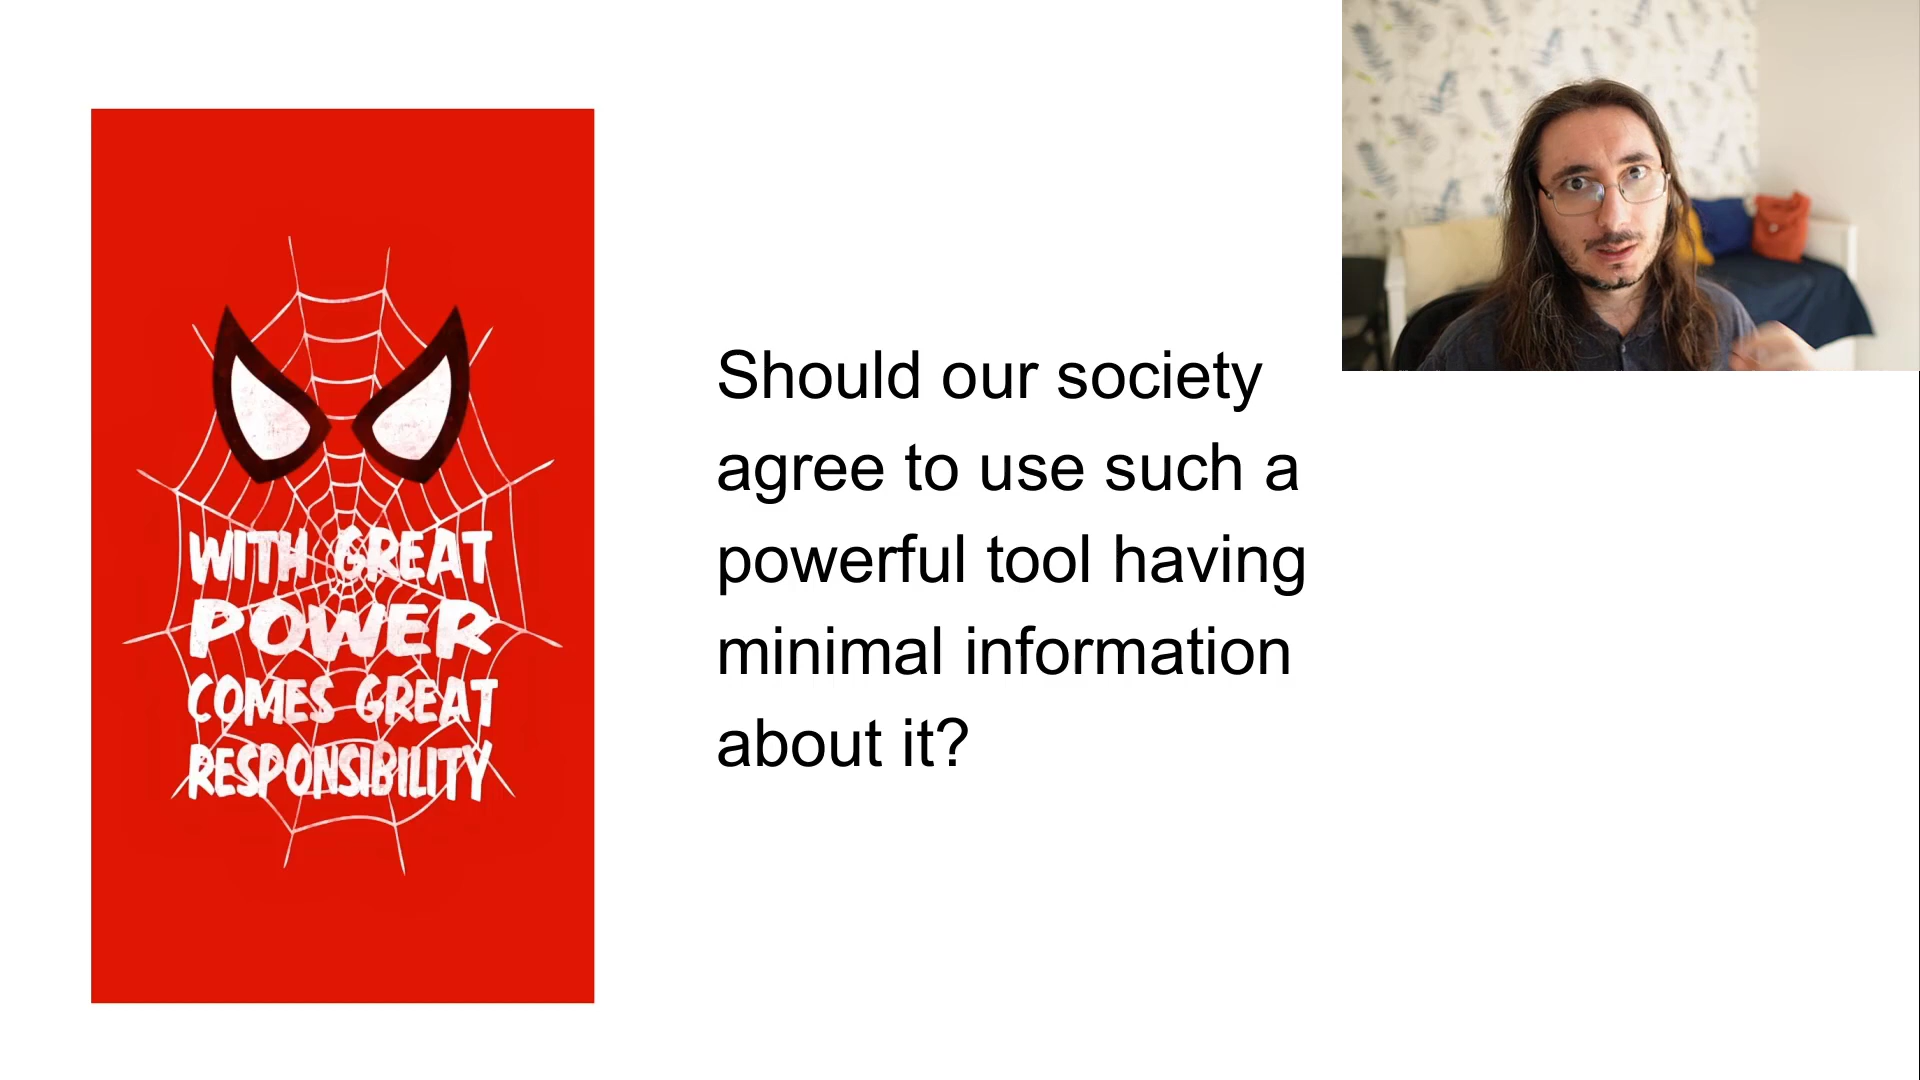 WITH GREAT
POWER
COMES GREAT
RESPONSIBILITY
Should our society
agree to use such a
powerful tool having
minimal information
about it?